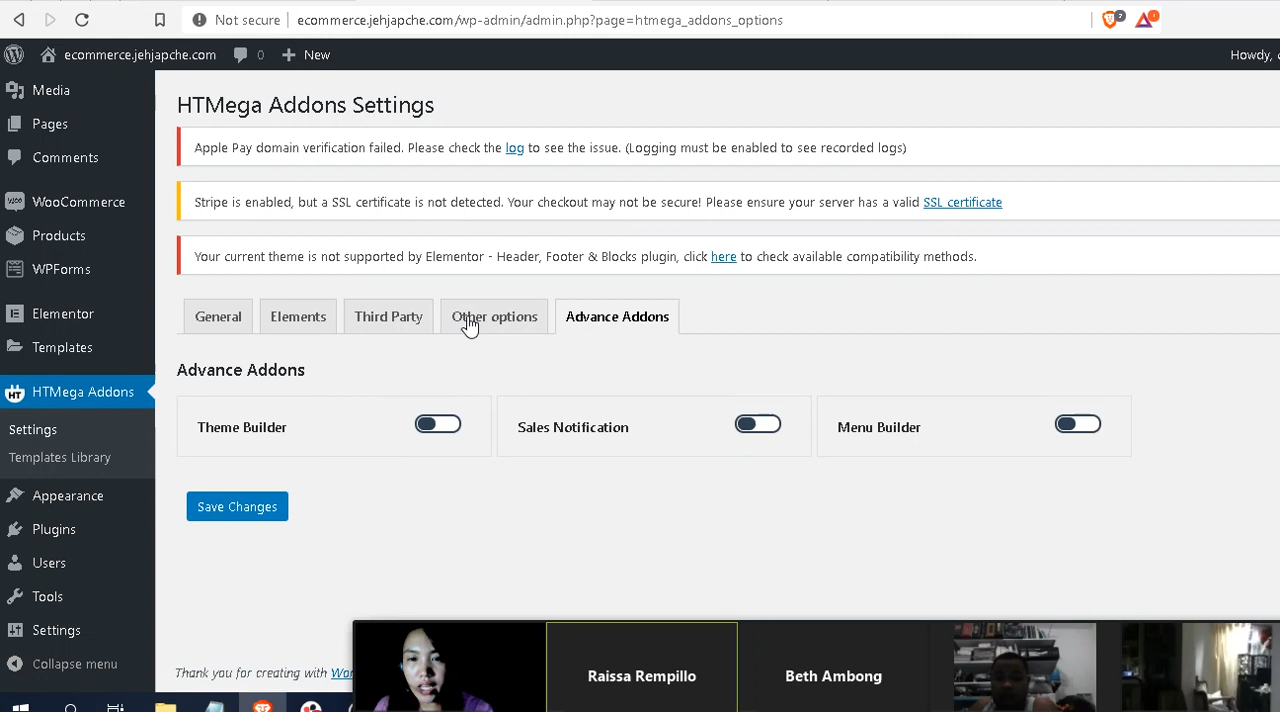 Not secure | ecommerce.jehjapche.com/wp-admin/admin.php?page=htmega_addons_options
2
1
ecommerce.jehjapche.com 0 New
Howdy,
Media
Pages
Comments
WooCommerce
Products
WPForms
Elementor
Templates
HTMega Addons
Settings
Templates Library
Appearance
Plugins
Users
Tools
Settings
Collapse menu
HTMega Addons Settings
Apple Pay domain verification failed. Please check the log to see the issue. (Logging must be enabled to see recorded logs)
Stripe is enabled, but a SSL certificate is not detected. Your checkout may not be secure! Please ensure your server has a valid SSL certificate
Your current theme is not supported by Elementor - Header, Footer & Blocks plugin, click here to check available compatibility methods.
General Elements Third Party Other options Advance Addons
Advance Addons
Theme Builder Sales Notification Menu Builder
Save Changes
Thank you for creating with
Raissa Rempillo Beth Ambong